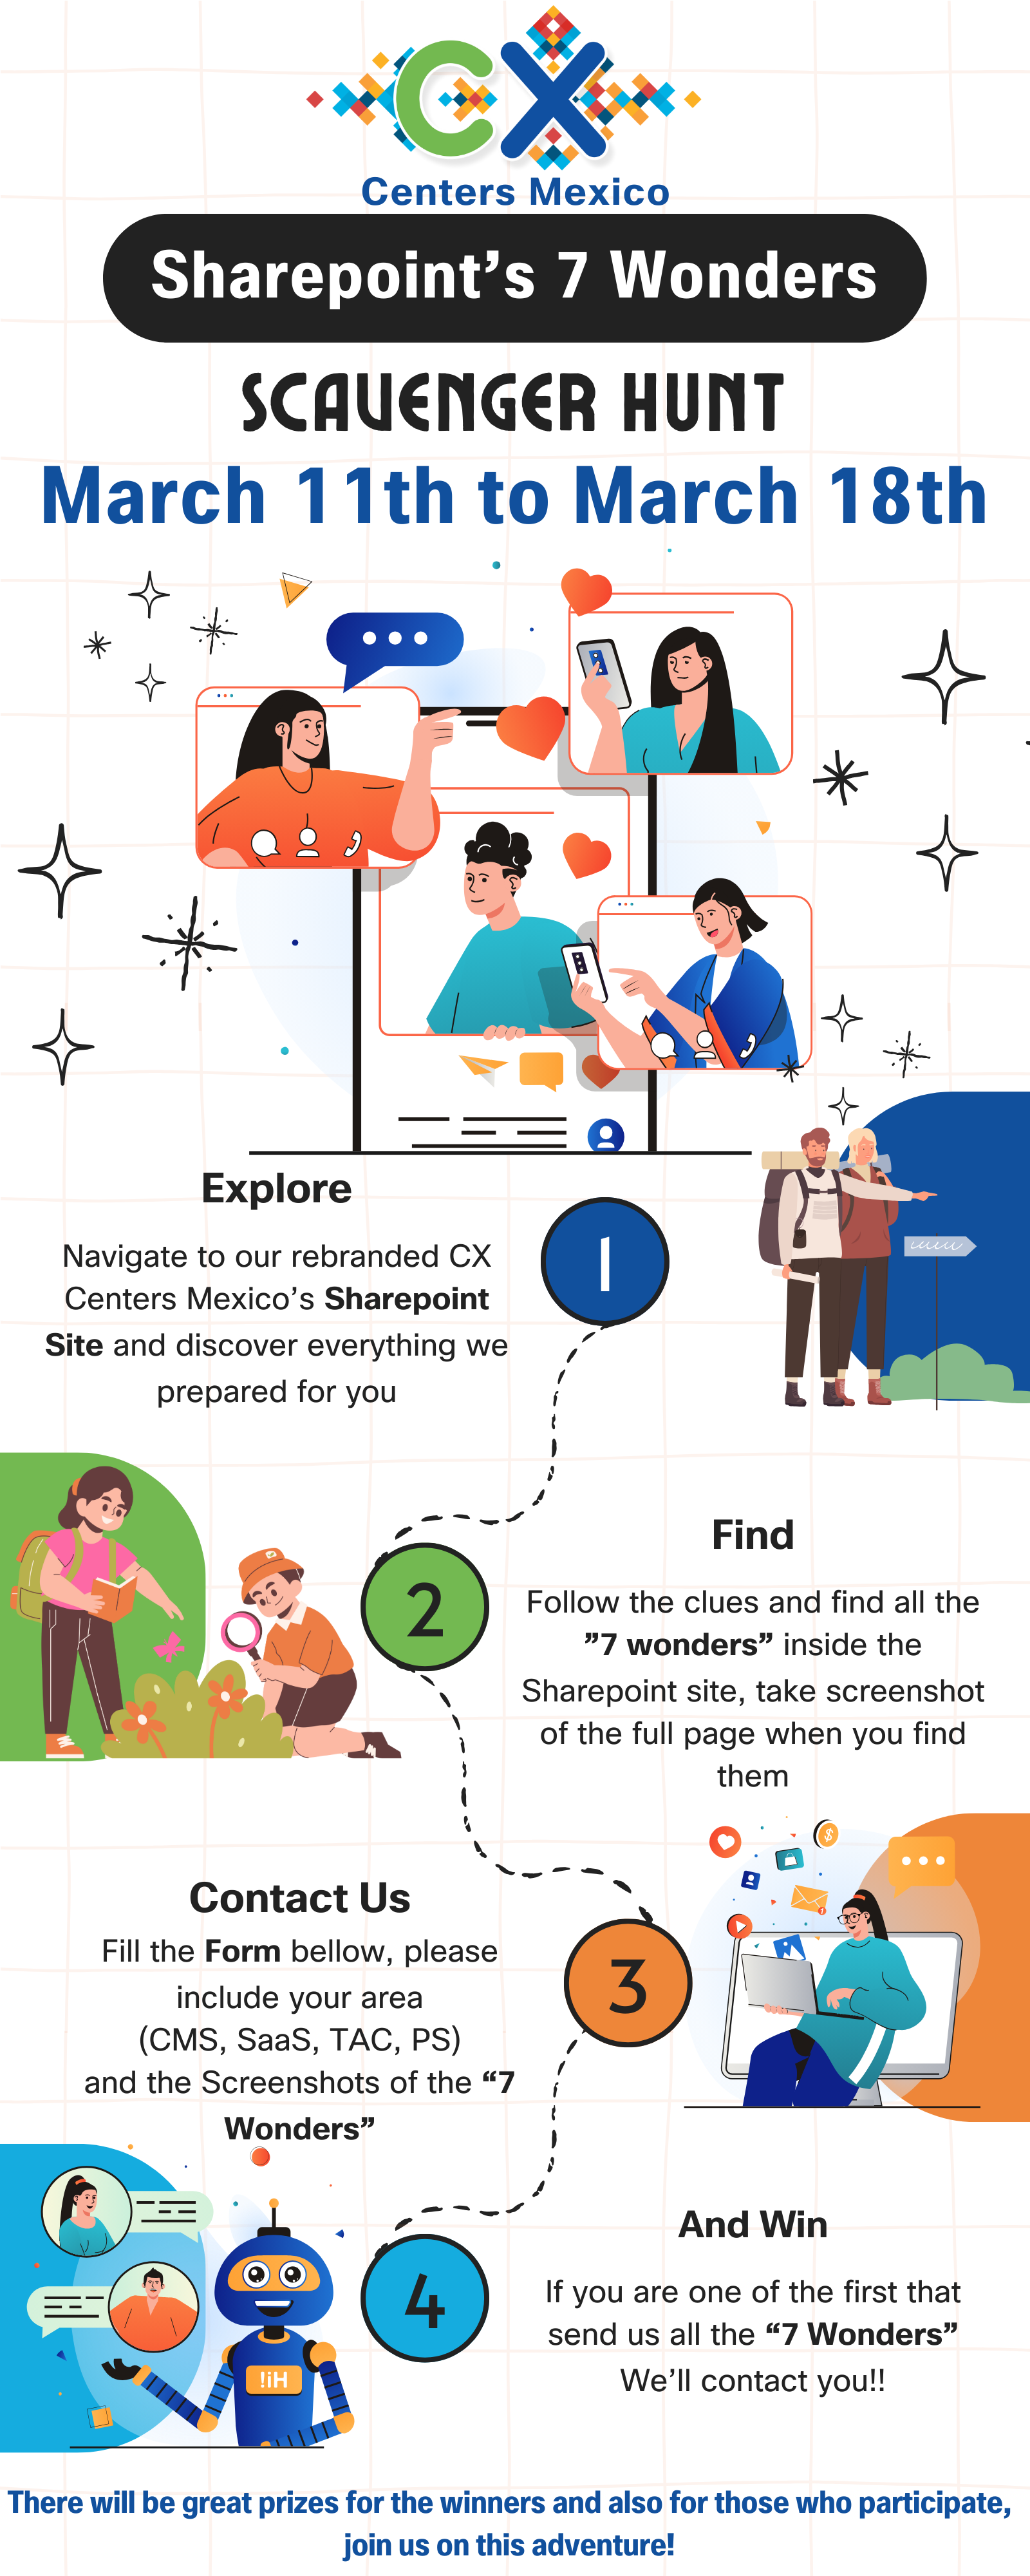 CX
Centers Mexico
Sharepoint’s 7 Wonders
SCAVENGER HUNT
March 11th to March 18th
Explore
Navigate to our rebranded CX
Centers Mexico’s Sharepoint
Site and discover everything we
prepared for you
1
2
Find
Follow the clues and find all the
”7 wonders” inside the
Sharepoint site, take screenshot
of the full page when you find
them
Contact Us
Fill the Form bellow, please
include your area
(CMS, SaaS, TAC, PS)
and the Screenshots of the “7
Wonders”
3
$
4
And Win
If you are one of the first that
send us all the “7 Wonders”
We’ll contact you!!
!iH
There will be great prizes for the winners and also for those who participate,
join us on this adventure!